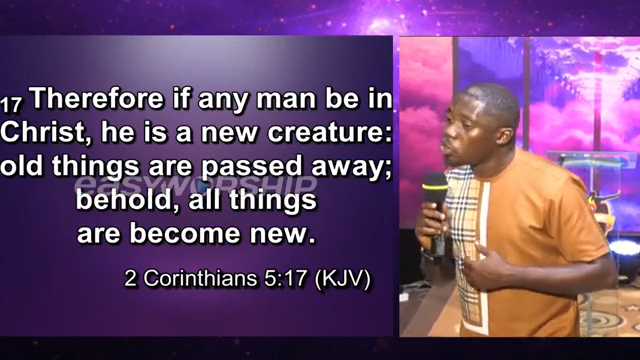 17 Therefore if any man be in
Christ, he is a new creature:
old things are passed away;
behold, all things
are become new.
easyworship
2 Corinthians 5:17 (KJV)